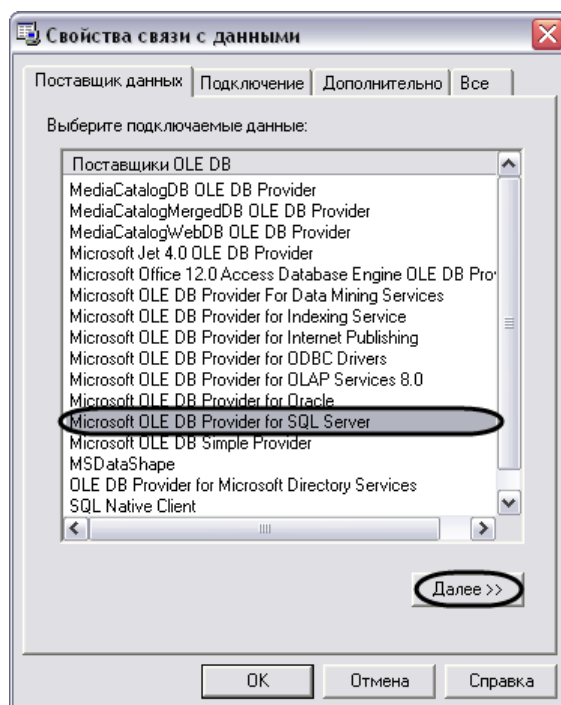 Свойства связи с данными
Поставщик данных Подключение Дополнительно Все
Выберите подключаемые данные:
Поставщики OLE DB
MediaCatalogDB OLE DB Provider
MediaCatalogMergedDB OLE DB Provider
MediaCatalogWebDB OLE DB Provider
Microsoft Jet 4.0 OLE DB Provider
Microsoft Office 12.0 Access Database Engine OLE DB Pro
Microsoft OLE DB Provider For Data Mining Services
Microsoft OLE DB Provider for Indexing Service
Microsoft OLE DB Provider for Internet Publishing
Microsoft OLE DB Provider for ODBC Drivers
Microsoft OLE DB Provider for OLAP Services 8.0
Microsoft OLE DB Provider for Oracle
Microsoft OLE DB Provider for SQL Server
Microsoft OLE DB Simple Provider
MSDataShape
OLE DB Provider for Microsoft Directory Services
SQL Native Client
Далее >>
OK Отмена Справка